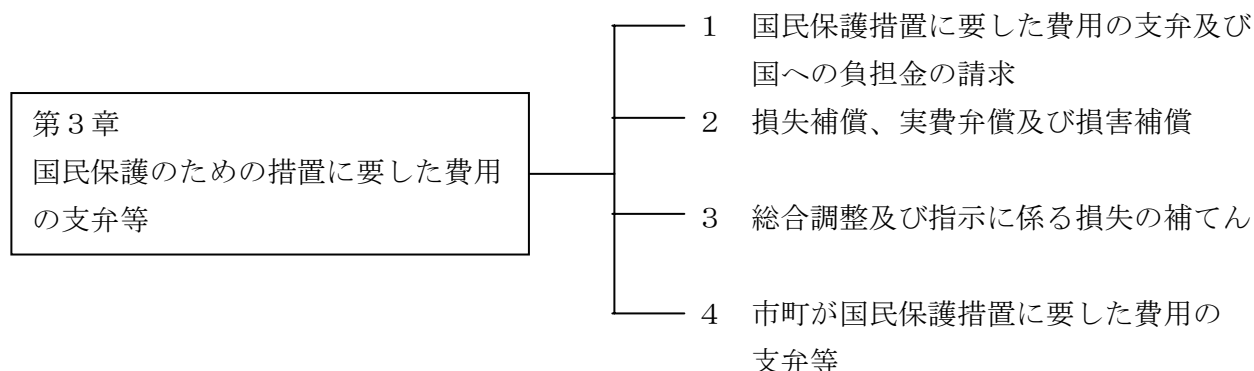 第３章
国民保護のための措置に要した費用
の支弁等
１　国民保護措置に要した費用の支弁及び
国への負担金の請求
２　損失補償、実費弁償及び損害補償
３　総合調整及び指示に係る損失の補てん
４　市町が国民保護措置に要した費用の
支弁等